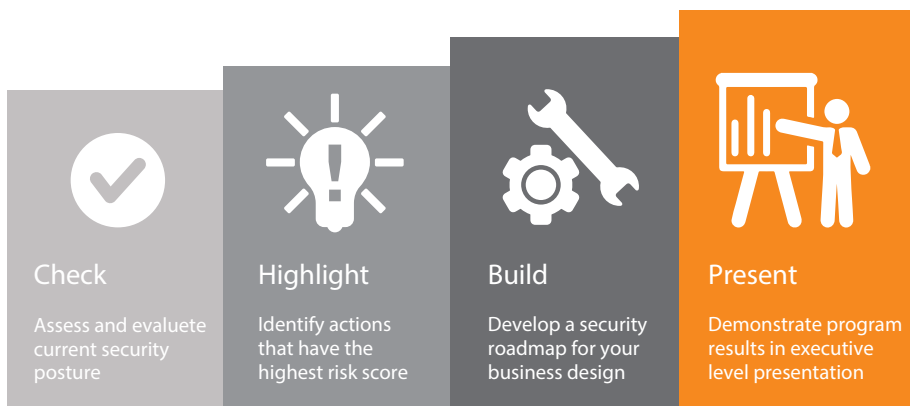 Check
Assess and evaluete
current security
posture
Highlight
Identify actions
that have the
highest risk score
Build
Develop a security
roadmap for your
business design
Present
Demonstrate program
results in executive
level presentation